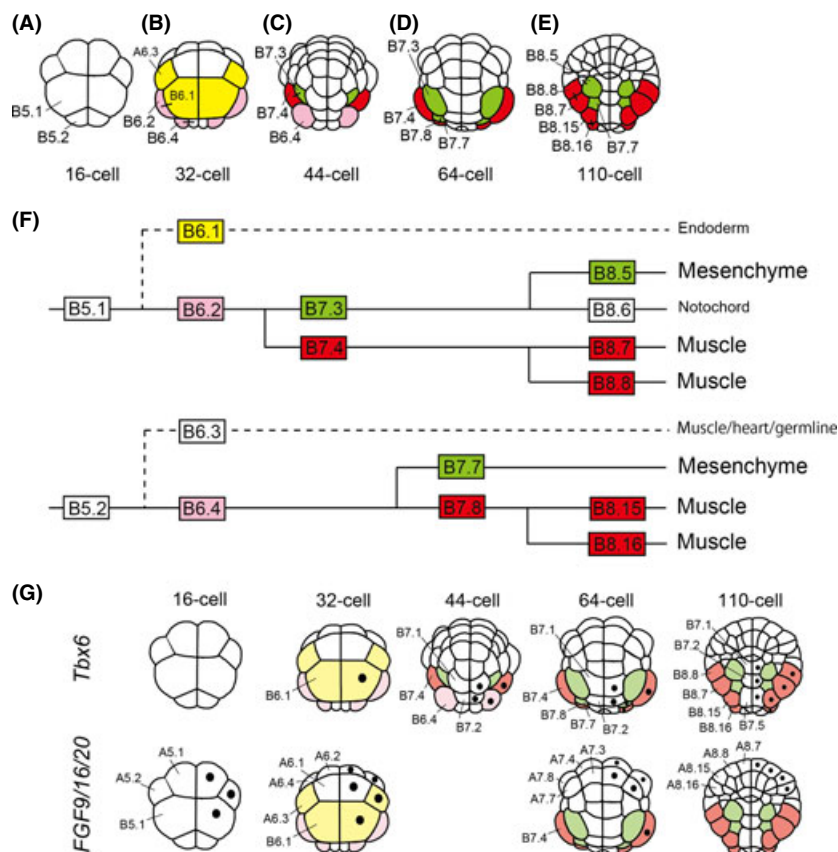 (A) (B) (C) (D) (E)
B5.1
B5.2
16-cell
A6.3
B6.1
B6.2
B6.4
32-cell
B7.3
B7.4
B6.4
44-cell
B7.3
B7.4
B7.8
B7.7
64-cell
B8.5
B8.8
B8.7
B8.15
B8.16
B7.7
110-cell
(F)
B6.1 Endoderm
B8.5 Mesenchyme
B5.1 B6.2 B7.3 B8.6 Notochord
B7.4 B8.7 Muscle
B8.8 Muscle
B6.3 Muscle/heart/germline
B7.7 Mesenchyme
B5.2 B6.4 B7.8 B8.15 Muscle
B8.16 Muscle
(G)
16-cell 32-cell 44-cell 64-cell 110-cell
Tbx6
B6.1
B7.1
B7.4
B6.4
B7.2
B7.1
B7.4
B7.8
B7.7
B7.2
B7.1
B7.2
B8.8
B8.7
B8.15
B8.16
B7.5
FGF9/16/20
A5.1
A5.2
B5.1
A6.2
A6.1
A6.4
A6.3
B6.1
A7.3
A7.4
A7.8
A7.7
B7.4
A8.7
A8.8
A8.15
A8.16